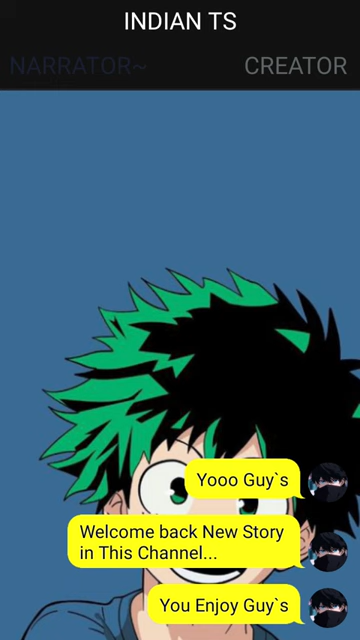 INDIAN TS
NARRATOR~ CREATOR
Yooo Guy`s
Welcome back New Story
in This Channel...
You Enjoy Guy`s